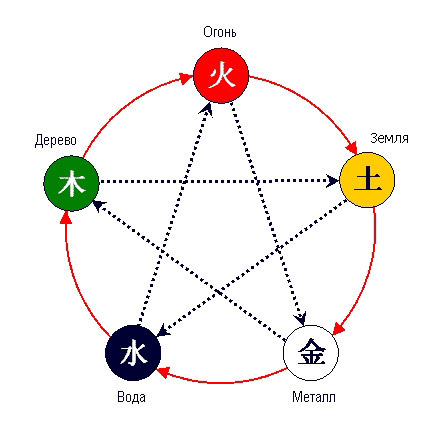 Огонь
火
Земля
土
Дерево
木
金
Металл
水
Вода